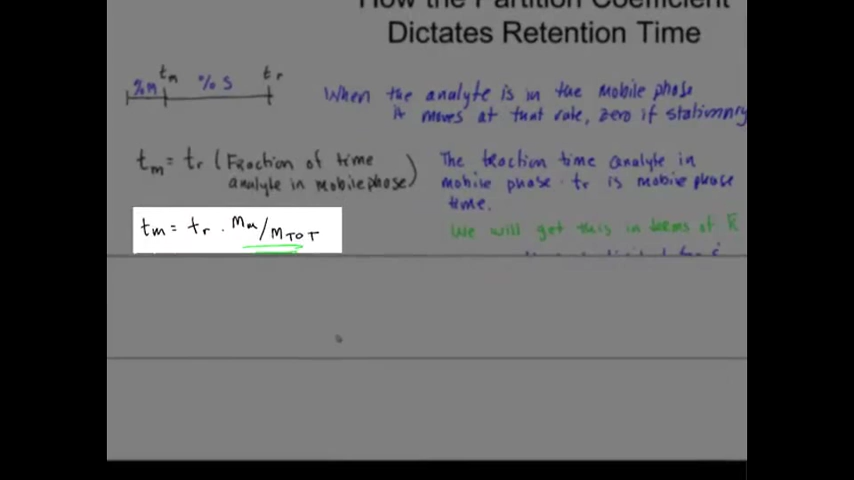 How the Partition Coefficient
Dictates Retention Time
%m tm %S tr
When the analyte is in the mobile phase
it moves at that rate, zero if stationary
tm = tr (Fraction of time
analyte in mobile phase)
The fraction time analyte in
mobile phase · tr is mobile phase
time.
tm = tr · Mm/MTOT
We will get this in terms of K